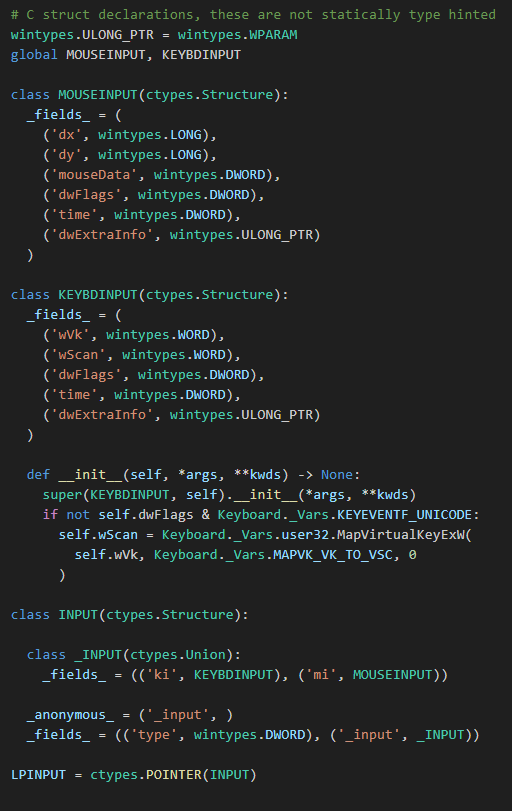 # C struct declarations, these are not statically type hinted
wintypes.ULONG_PTR = wintypes.WPARAM
global MOUSEINPUT, KEYBDINPUT

class MOUSEINPUT(ctypes.Structure):
  _fields_ = (
    ('dx', wintypes.LONG),
    ('dy', wintypes.LONG),
    ('mouseData', wintypes.DWORD),
    ('dwFlags', wintypes.DWORD),
    ('time', wintypes.DWORD),
    ('dwExtraInfo', wintypes.ULONG_PTR)
  )

class KEYBDINPUT(ctypes.Structure):
  _fields_ = (
    ('wVk', wintypes.WORD),
    ('wScan', wintypes.WORD),
    ('dwFlags', wintypes.DWORD),
    ('time', wintypes.DWORD),
    ('dwExtraInfo', wintypes.ULONG_PTR)
  )

  def __init__(self, *args, **kwds) -> None:
    super(KEYBDINPUT, self).__init__(*args, **kwds)
    if not self.dwFlags & Keyboard._Vars.KEYEVENTF_UNICODE:
      self.wScan = Keyboard._Vars.user32.MapVirtualKeyExW(
        self.wVk, Keyboard._Vars.MAPVK_VK_TO_VSC, 0
      )

class INPUT(ctypes.Structure):

  class _INPUT(ctypes.Union):
    _fields_ = (('ki', KEYBDINPUT), ('mi', MOUSEINPUT))

  _anonymous_ = ('_input', )
  _fields_ = (('type', wintypes.DWORD), ('_input', _INPUT))

LPINPUT = ctypes.POINTER(INPUT)